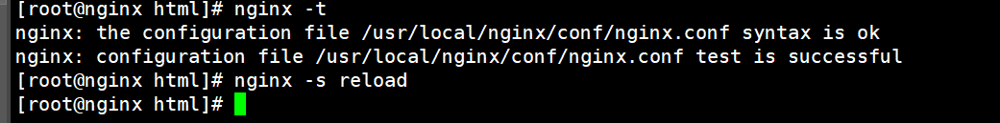 [root@nginx html]# nginx -t
nginx: the configuration file /usr/local/nginx/conf/nginx.conf syntax is ok
nginx: configuration file /usr/local/nginx/conf/nginx.conf test is successful
[root@nginx html]# nginx -s reload
[root@nginx html]#